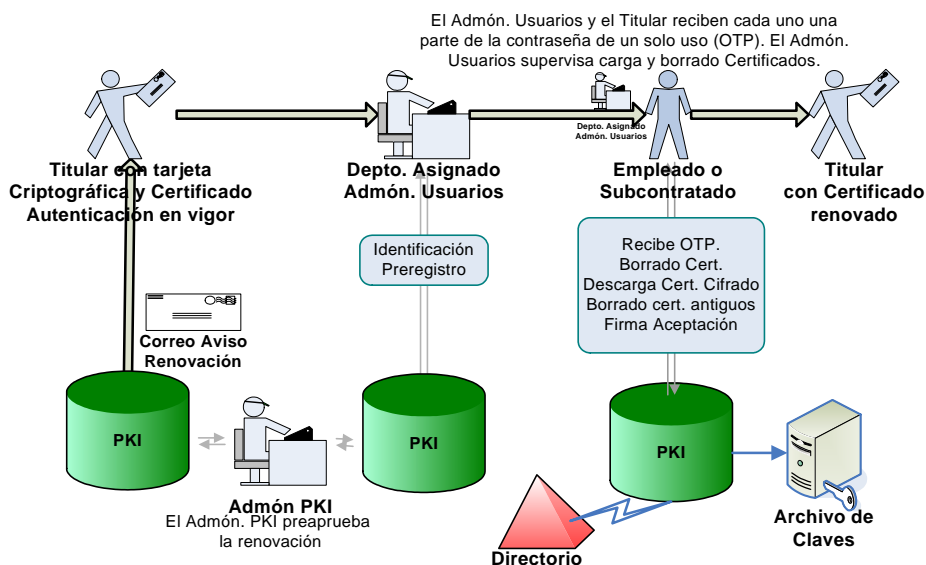 El Admón. Usuarios y el Titular reciben cada uno una
parte de la contraseña de un solo uso (OTP). El Admón.
Usuarios supervisa carga y borrado Certificados.
Depto. Asignado
Admón. Usuarios
Titular con tarjeta
Criptográfica y Certificado
Autenticación en vigor
Depto. Asignado
Admón. Usuarios
Empleado o
Subcontratado
Titular
con Certificado
renovado
Identificación
Preregistro
Recibe OTP.
Borrado Cert.
Descarga Cert. Cifrado
Borrado cert. antiguos
Firma Aceptación
Correo Aviso
Renovación
PKI
PKI
PKI
Admón PKI
El Admón. PKI preaprueba
la renovación
Archivo de
Claves
Directorio